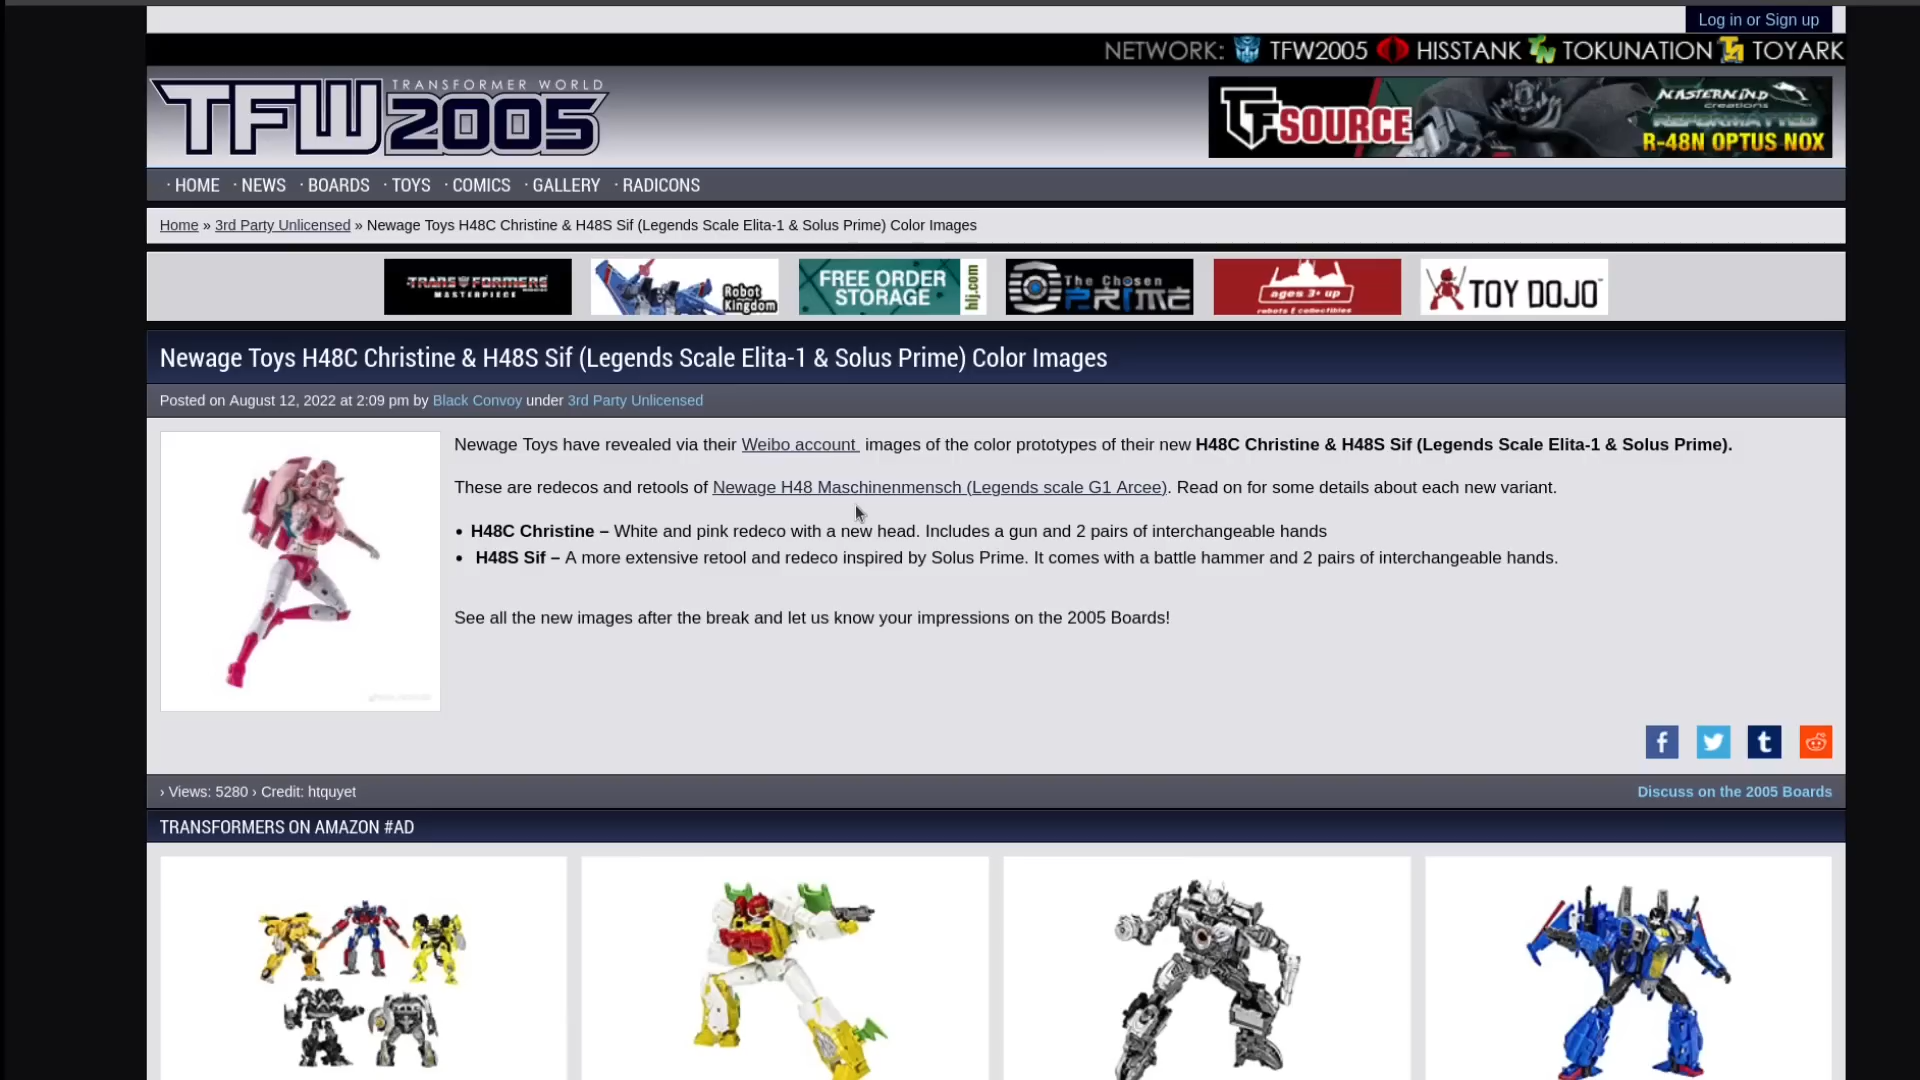 Log in or Sign up
NETWORK: TFW2005 HISSTANK TOKUNATION TOYARK
TRANSFORMER WORLD
TFW2005
TFSOURCE
MASTERMIND
creations
REFORMATTED
R-48N OPTUS NOX
· HOME · NEWS · BOARDS · TOYS · COMICS · GALLERY · RADICONS
Home » 3rd Party Unlicensed » Newage Toys H48C Christine & H48S Sif (Legends Scale Elita-1 & Solus Prime) Color Images
TRANSFORMERS
MASTERPIECE
Robot
Kingdom
FREE ORDER
STORAGE
hlj.com
The Chosen
PRIME
ages 3+ up
robots & collectibles
TOY DOJO
Newage Toys H48C Christine & H48S Sif (Legends Scale Elita-1 & Solus Prime) Color Images
Posted on August 12, 2022 at 2:09 pm by Black Convoy under 3rd Party Unlicensed
Newage Toys have revealed via their Weibo account images of the color prototypes of their new H48C Christine & H48S Sif (Legends Scale Elita-1 & Solus Prime).
These are redecos and retools of Newage H48 Maschinenmensch (Legends scale G1 Arcee). Read on for some details about each new variant.
• H48C Christine – White and pink redeco with a new head. Includes a gun and 2 pairs of interchangeable hands
• H48S Sif – A more extensive retool and redeco inspired by Solus Prime. It comes with a battle hammer and 2 pairs of interchangeable hands.
See all the new images after the break and let us know your impressions on the 2005 Boards!
› Views: 5280 › Credit: htquyet
Discuss on the 2005 Boards
TRANSFORMERS ON AMAZON #AD